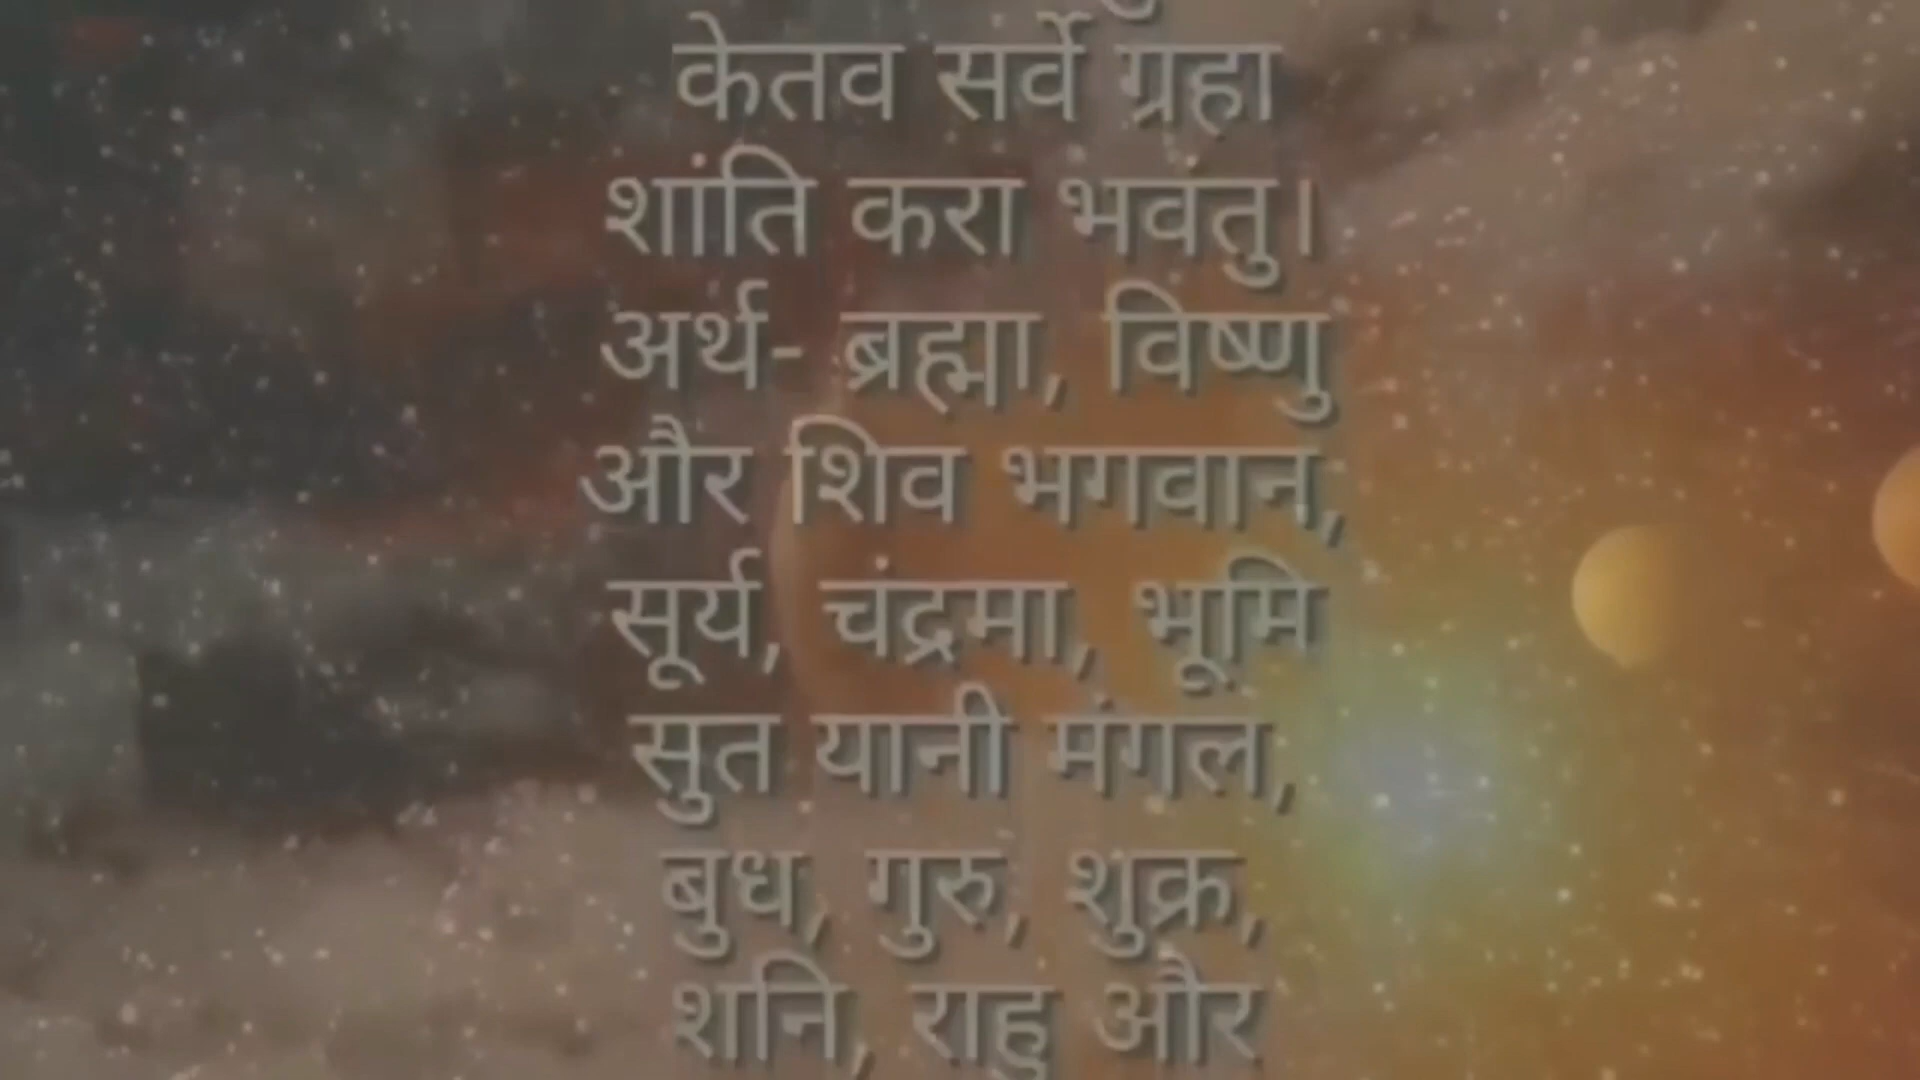 केतव सर्वे ग्रहा
शांति करा भवंतु।
अर्थ- ब्रह्मा, विष्णु
और शिव भगवान,
सूर्य, चंद्रमा, भूमि
सुत यानी मंगल,
बुध, गुरु, शुक्र,
शनि, राहु और